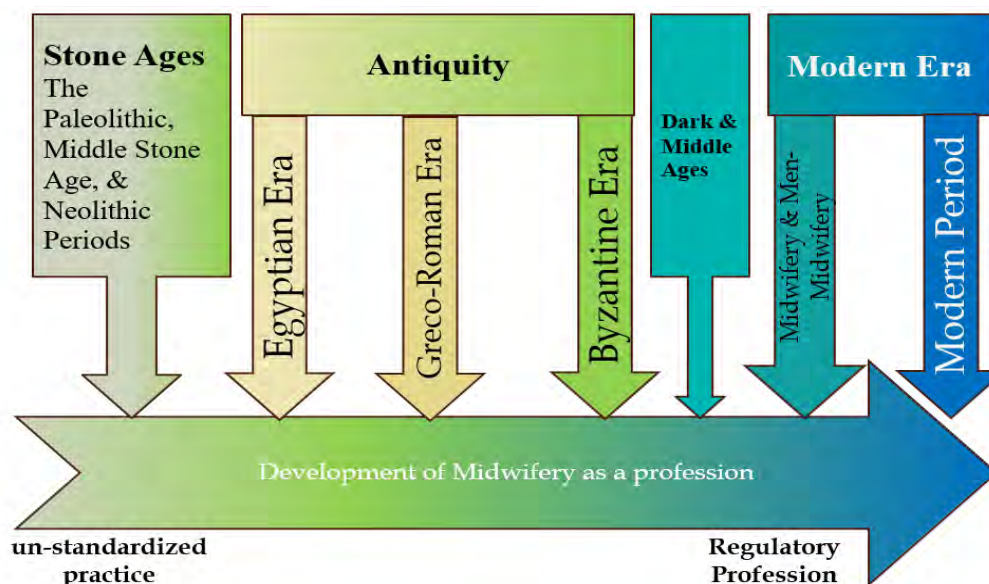 Stone Ages
The
Paleolithic,
Middle Stone
Age, &
Neolithic
Periods
Antiquity
Egyptian Era
Greco-Roman Era
Byzantine Era
Dark &
Middle
Ages
Modern Era
Midwifery & Men-
Midwifery
Modern Period
Development of Midwifery as a profession
un-standardized
practice
Regulatory
Profession